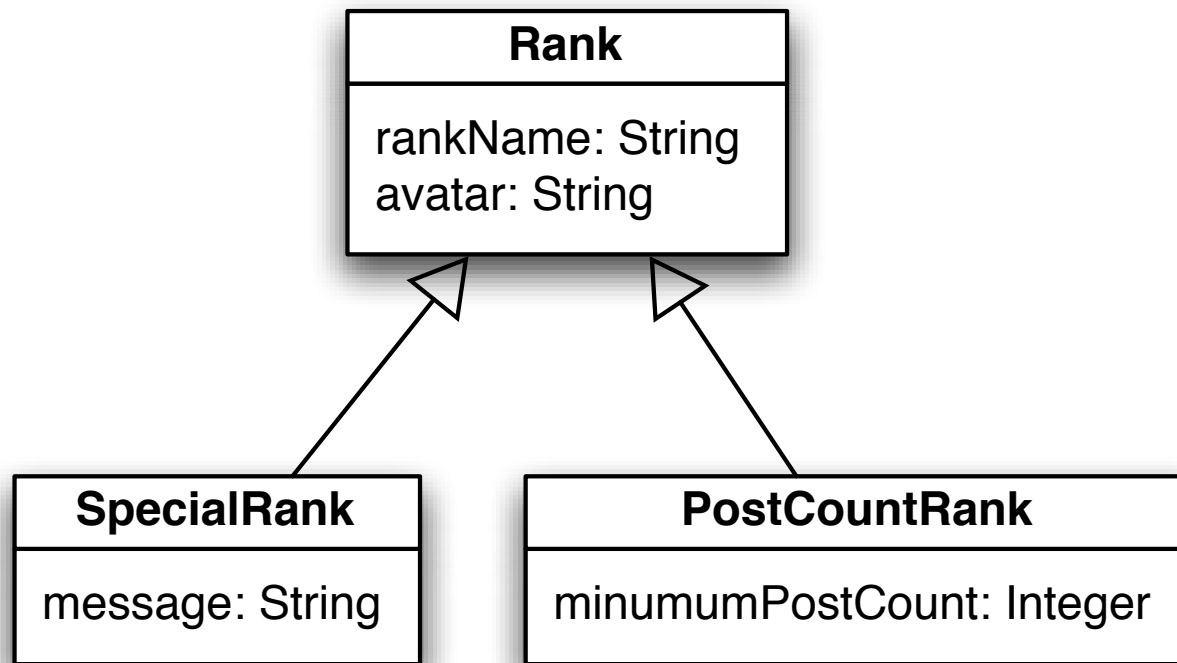 Rank
rankName: String
avatar: String
SpecialRank
message: String
PostCountRank
minumumPostCount: Integer